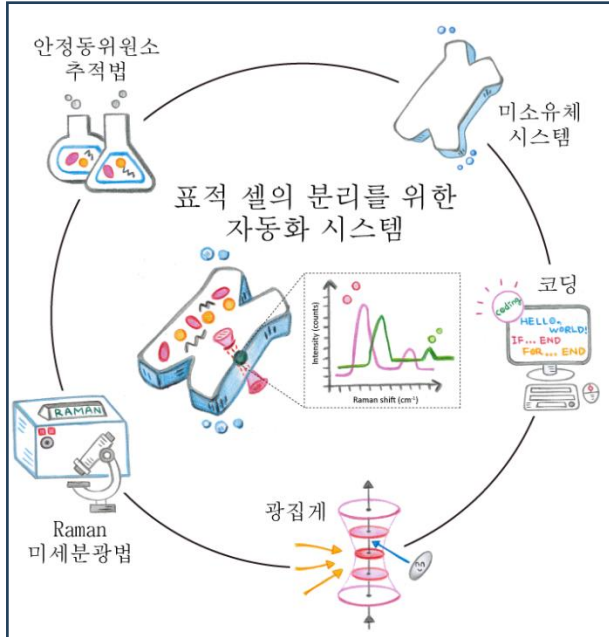 안정동위원소
추적법
미소유체
시스템
표적 셀의 분리를 위한
자동화 시스템
코딩
coding
HELLO,
WORLD!
IF... END
FOR... END
Intensity (counts)
Raman shift (cm⁻¹)
RAMAN
Raman
미세분광법
광집게